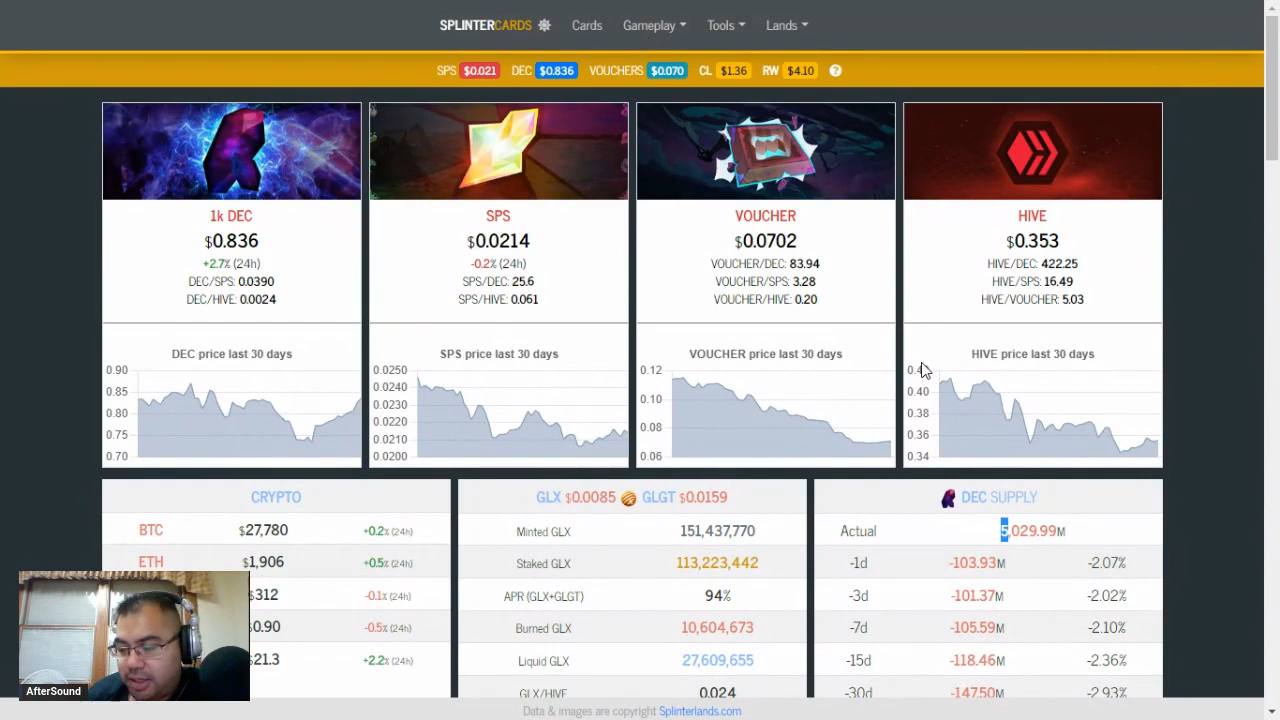 SPLINTERCARDS Cards Gameplay Tools Lands
SPS $0.021 DEC $0.836 VOUCHERS $0.070 CL $1.36 RW $4.10 ?
1k DEC
$0.836
+2.7% (24h)
DEC/SPS: 0.0390
DEC/HIVE: 0.0024
SPS
$0.0214
-0.2% (24h)
SPS/DEC: 25.6
SPS/HIVE: 0.061
VOUCHER
$0.0702
VOUCHER/DEC: 83.94
VOUCHER/SPS: 3.28
VOUCHER/HIVE: 0.20
HIVE
$0.353
HIVE/DEC: 422.25
HIVE/SPS: 16.49
HIVE/VOUCHER: 5.03
DEC price last 30 days
0.90
0.85
0.80
0.75
0.70
SPS price last 30 days
0.0250
0.0240
0.0230
0.0220
0.0210
0.0200
VOUCHER price last 30 days
0.12
0.10
0.08
0.06
HIVE price last 30 days
0.40
0.38
0.36
0.34
CRYPTO
BTC $27,780 +0.2% (24h)
ETH $1,906 +0.5% (24h)
$312 -0.1% (24h)
0.90 -0.5% (24h)
21.3 +2.2% (24h)
GLX $0.0085 GLGT $0.0159
Minted GLX 151,437,770
Staked GLX 113,223,442
APR (GLX+GLGT) 94%
Burned GLX 10,604,673
Liquid GLX 27,609,655
GLX/HIVE 0.024
DEC SUPPLY
Actual 5,029.99M
-1d -103.93M -2.07%
-3d -101.37M -2.02%
-7d -105.59M -2.10%
-15d -118.46M -2.36%
-30d -147.50M -2.93%
AfterSound
Data & images are copyright Splinterlands.com